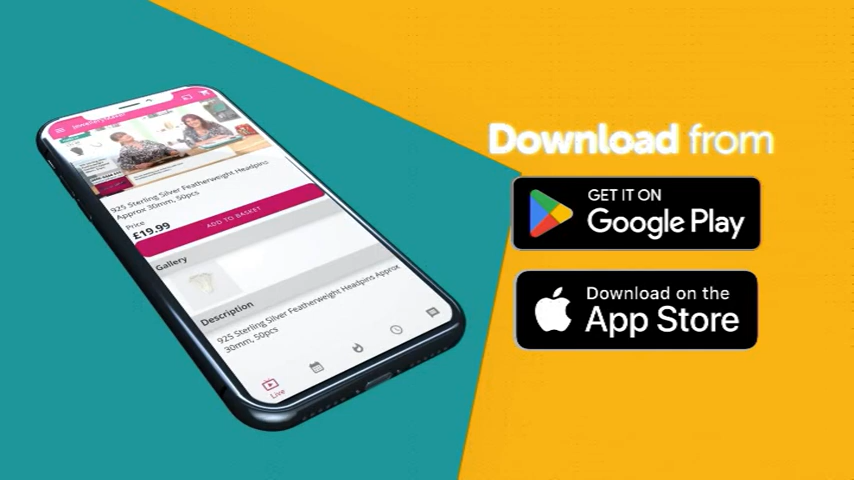 925 Sterling Silver Featherweight Headpins
Approx 30mm, 50pcs
Price
£19.99
ADD TO BASKET
Gallery
Description
925 Sterling Silver Featherweight Headpins Approx
30mm, 50pcs
Live
Download from
GET IT ON
Google Play
Download on the
App Store